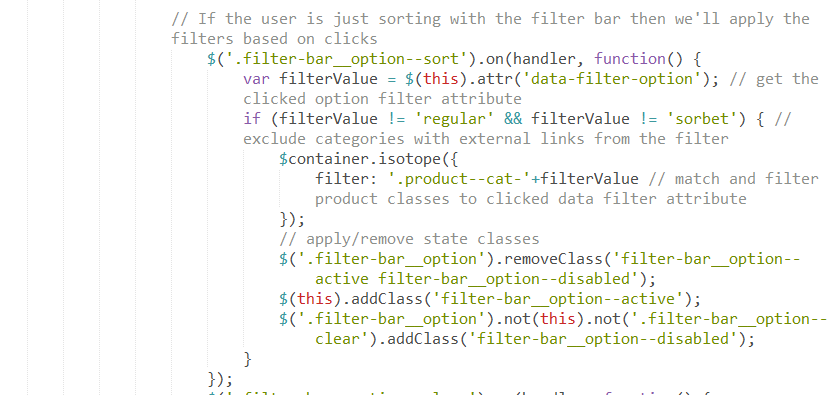 // If the user is just sorting with the filter bar then we'll apply the
filters based on clicks
$('.filter-bar__option--sort').on(handler, function() {
var filterValue = $(this).attr('data-filter-option'); // get the
clicked option filter attribute
if (filterValue != 'regular' && filterValue != 'sorbet') { //
exclude categories with external links from the filter
$container.isotope({
filter: '.product--cat-'+filterValue // match and filter
product classes to clicked data filter attribute
});
// apply/remove state classes
$('.filter-bar__option').removeClass('filter-bar__option--
active filter-bar__option--disabled');
$(this).addClass('filter-bar__option--active');
$('.filter-bar__option').not(this).not('.filter-bar__option--
clear').addClass('filter-bar__option--disabled');
}
});